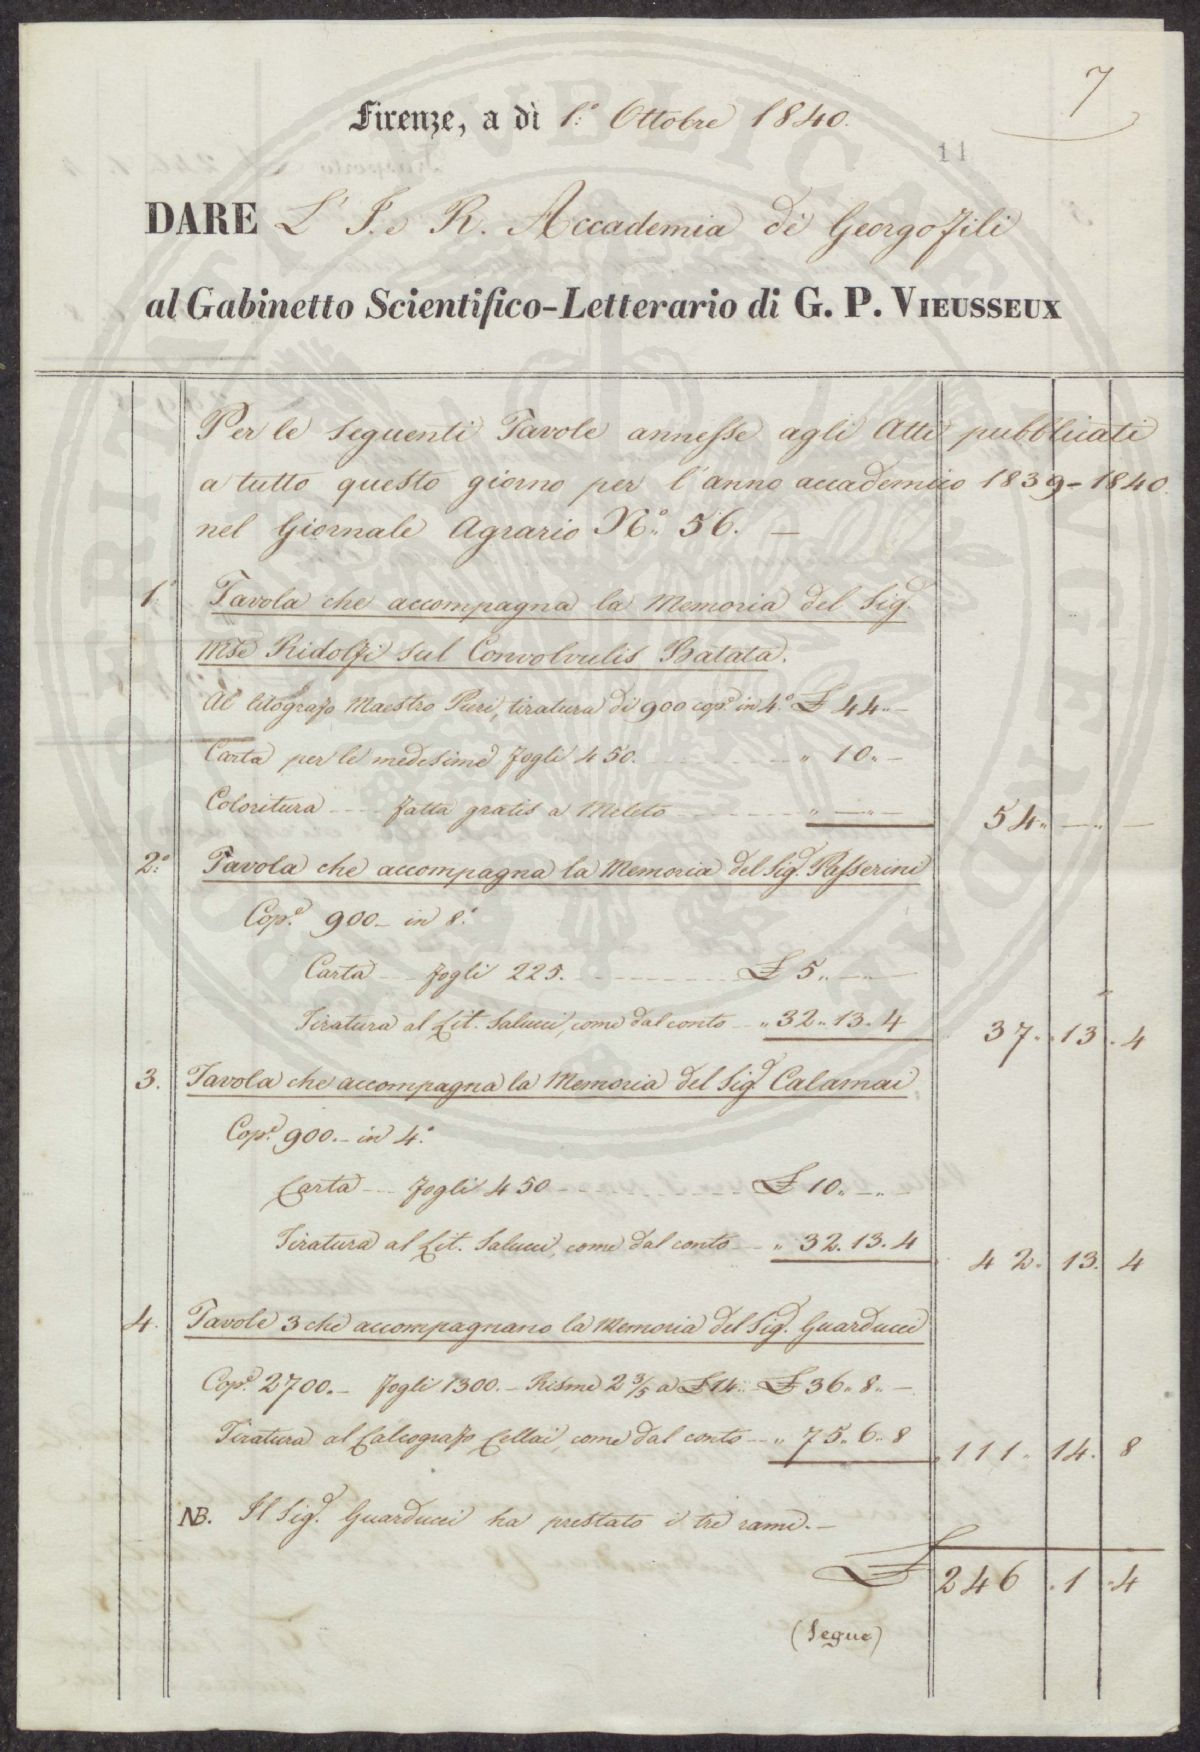 7
Firenze, a dì 1.° Ottobre 1840.
11
DARE L' I. e R. Accademia di Georgofili
al Gabinetto Scientifico-Letterario di G. P. VIEUSSEUX
Per le seguenti Tavole annesse agli Atti pubblicati
a tutto questo giorno per l'anno accademico 1839-1840.
nel Giornale Agrario N.° 56. —
1.° Tavola che accompagna la Memoria del Sig.
Mse Ridolfi sul Convolvulis Batata.
Al litografo Maestro Puri, tiratura di 900 cop.e in 4.° £ 44.. —
Carta per le medesime fogli 450. " 10.. —
Coloritura fatta gratis a Meleto " — " — 54.. — .. —
2.° Tavola che accompagna la Memoria del Sig. Passerini
Cop.e 900 — in 8.°
Carta fogli 225. £ 5.. — .. —
Tiratura al Lit. Salucci, come dal conto " 32.. 13. 4 37.. 13. 4
3. Tavola che accompagna la Memoria del Sig. Calamai
Cop.e 900. — in 4.°
Carta fogli 450 £ 10.. — .. —
Tiratura al Lit. Salucci, come dal conto " 32. 13. 4 42. 13. 4
4. Tavole 3 che accompagnano la Memoria del Sig. Guarducci
Cop.e 2700. — fogli 1300. — Risme 2 3/5 a £ 14.. £ 36.. 8.. —
Tiratura al Calcografo Cellai, come dal conto " 75.. 6.. 8 111.. 14. 8
NB. Il Sig. Guarducci ha prestato i tre rami. —
£ 246 . 1 . 4
(Segue)